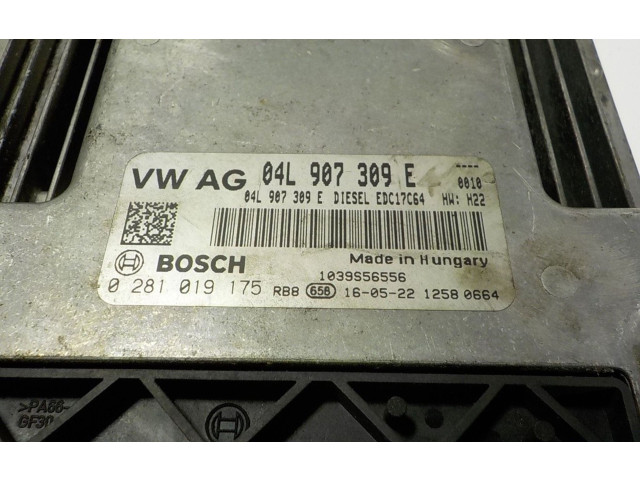 VW AG 04L 907 309 E ----
0010
04L 907 309 E DIESEL EDC17C64 HW: H22
BOSCH Made in Hungary
1039S56556
0 281 019 175 RB8 656 16-05-22 1258 0664
>PA66-
GF30